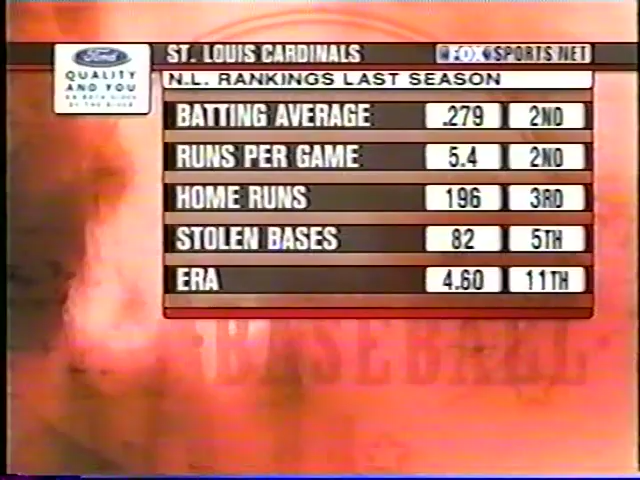 Ford
QUALITY
AND YOU
ST. LOUIS CARDINALS
FOX SPORTS NET
N.L. RANKINGS LAST SEASON
BATTING AVERAGE .279 2ND
RUNS PER GAME 5.4 2ND
HOME RUNS 196 3RD
STOLEN BASES 82 5TH
ERA 4.60 11TH
BASEBALL